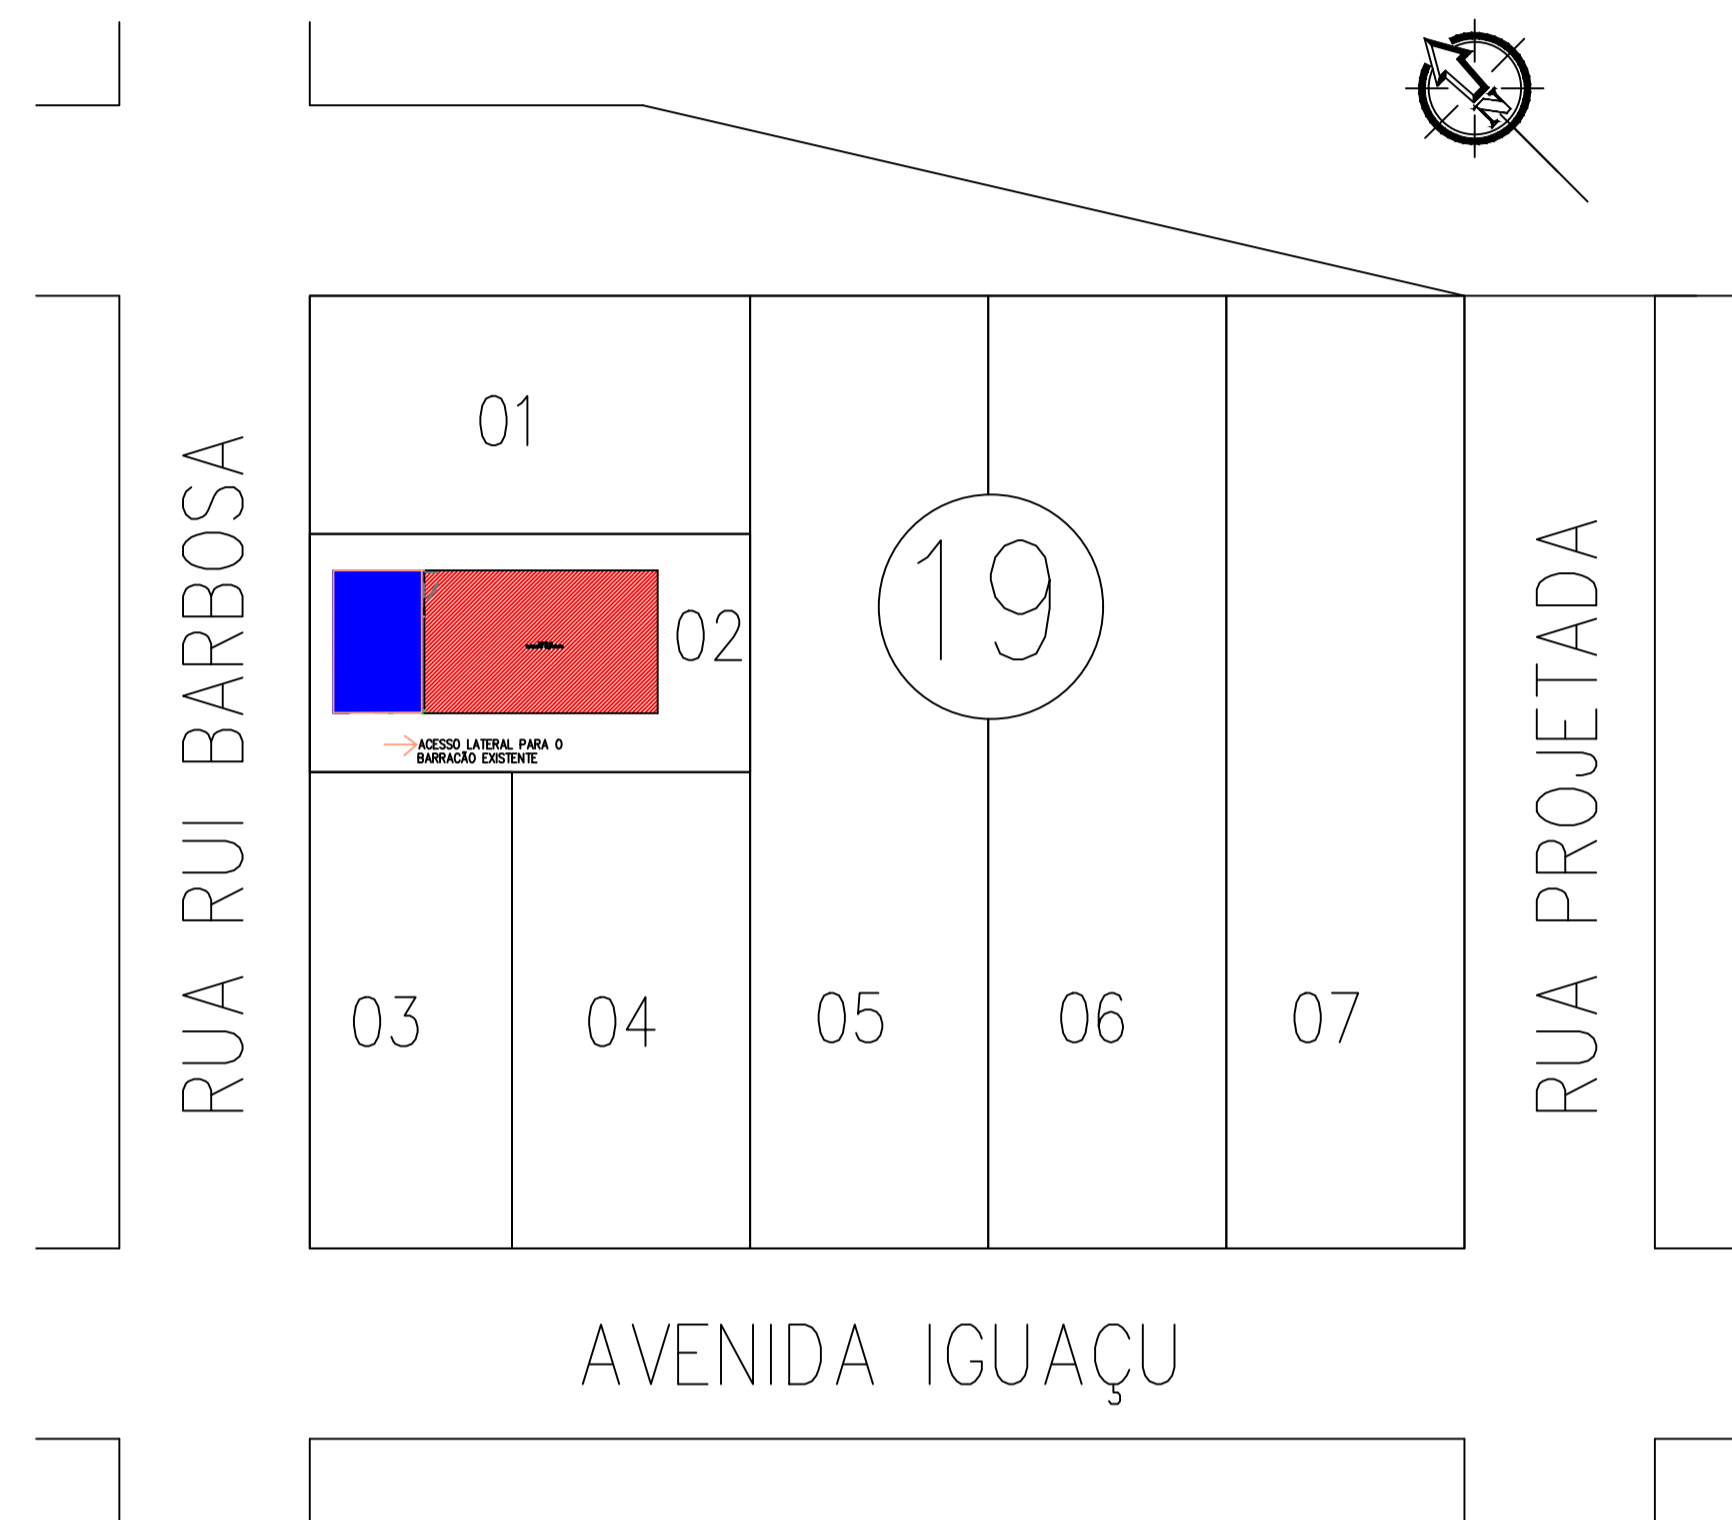 N
01
RUA RUI BARBOSA
19
RUA PROJETADA
02
ACESSO LATERAL PARA O
BARRACÃO EXISTENTE
03
04
05
06
07
AVENIDA IGUAÇU